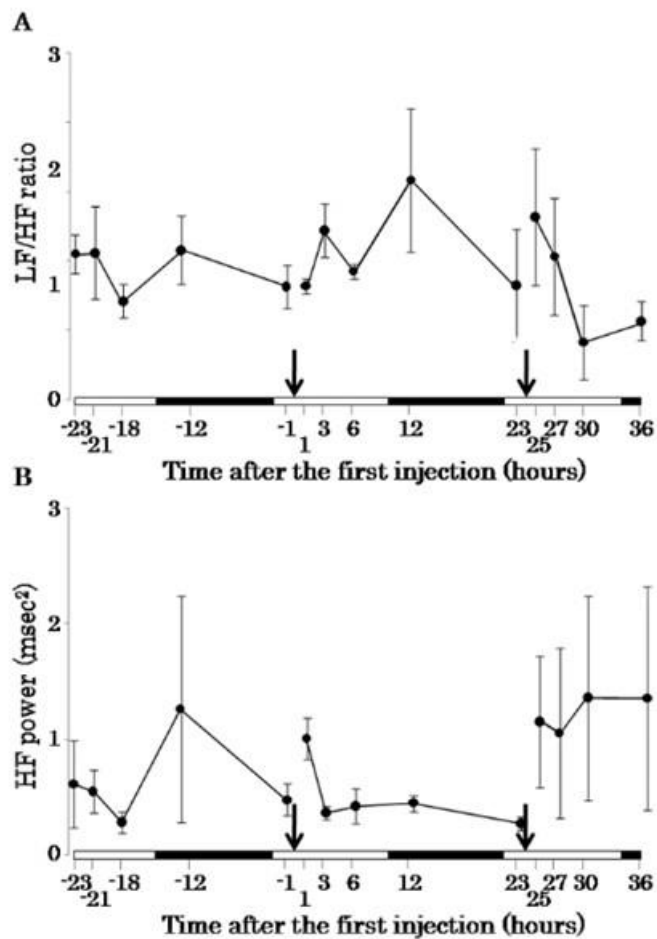 A
3
2
1
0
LF/HF ratio
-23 -18 -12 -1 3 6 12 23 27 30 36
-21 1 25
Time after the first injection (hours)
B
3
2
1
0
HF power (msec²)
-23 -18 -12 -1 3 6 12 23 27 30 36
-21 1 25
Time after the first injection (hours)